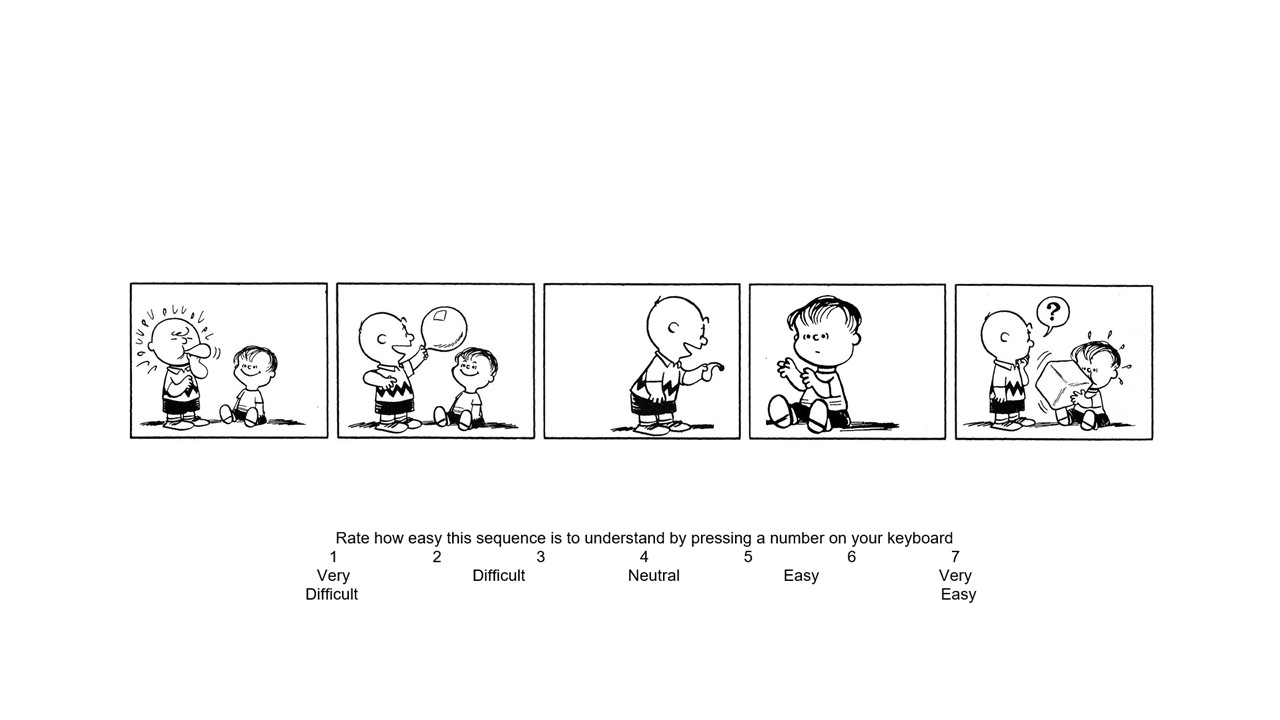 ?
Rate how easy this sequence is to understand by pressing a number on your keyboard
1 2 3 4 5 6 7
Very Difficult Neutral Easy Very
Difficult Easy